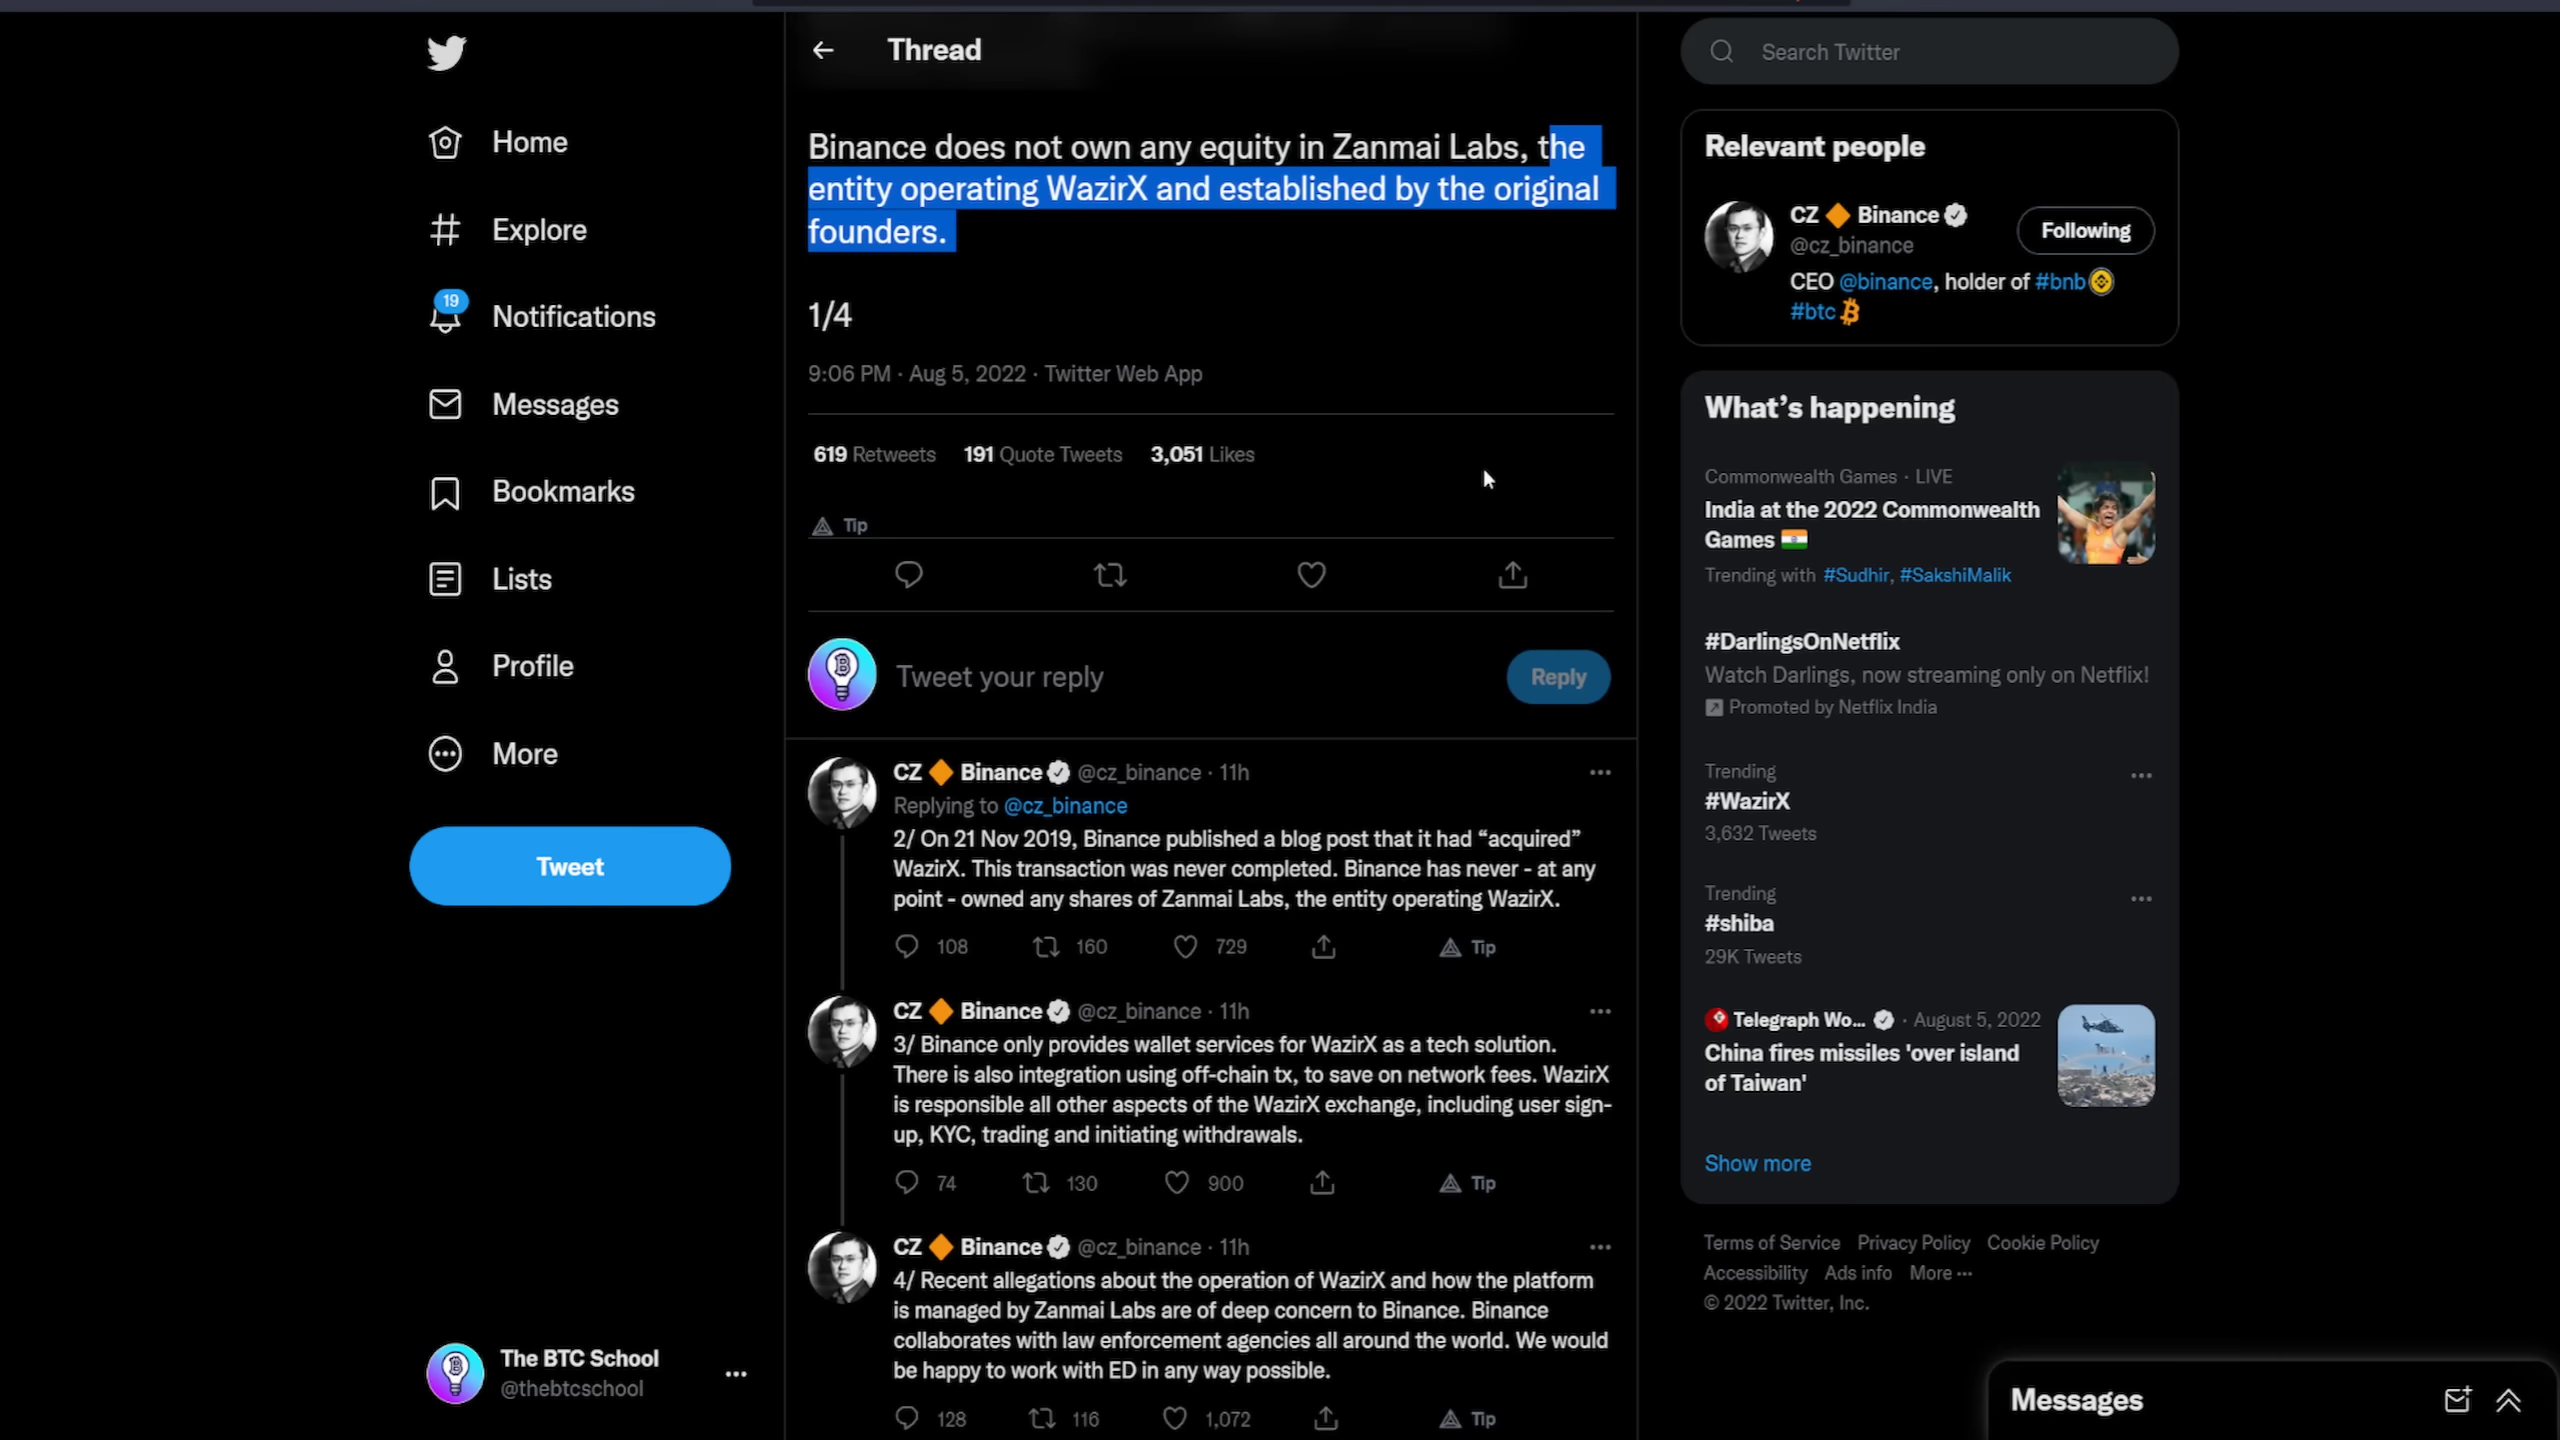 Home
Explore
19
Notifications
Messages
Bookmarks
Lists
Profile
More
Tweet
The BTC School
@thebtcschool
Thread
Binance does not own any equity in Zanmai Labs, the
entity operating WazirX and established by the original
founders.
1/4
9:06 PM · Aug 5, 2022 · Twitter Web App
619 Retweets 191 Quote Tweets 3,051 Likes
Tip
Tweet your reply
Reply
CZ 🔶 Binance @cz_binance · 11h
Replying to @cz_binance
2/ On 21 Nov 2019, Binance published a blog post that it had “acquired”
WazirX. This transaction was never completed. Binance has never - at any
point - owned any shares of Zanmai Labs, the entity operating WazirX.
108 160 729 Tip
CZ 🔶 Binance @cz_binance · 11h
3/ Binance only provides wallet services for WazirX as a tech solution.
There is also integration using off-chain tx, to save on network fees. WazirX
is responsible all other aspects of the WazirX exchange, including user sign-
up, KYC, trading and initiating withdrawals.
74 130 900 Tip
CZ 🔶 Binance @cz_binance · 11h
4/ Recent allegations about the operation of WazirX and how the platform
is managed by Zanmai Labs are of deep concern to Binance. Binance
collaborates with law enforcement agencies all around the world. We would
be happy to work with ED in any way possible.
128 116 1,072 Tip
Search Twitter
Relevant people
CZ 🔶 Binance
Following
@cz_binance
CEO @binance, holder of #bnb
#btc
What’s happening
Commonwealth Games · LIVE
India at the 2022 Commonwealth
Games 🇮🇳
Trending with #Sudhir, #SakshiMalik
#DarlingsOnNetflix
Watch Darlings, now streaming only on Netflix!
Promoted by Netflix India
Trending
#WazirX
3,632 Tweets
Trending
#shiba
29K Tweets
Telegraph Wo... · August 5, 2022
China fires missiles 'over island
of Taiwan'
Show more
Terms of Service Privacy Policy Cookie Policy
Accessibility Ads info More ···
© 2022 Twitter, Inc.
Messages